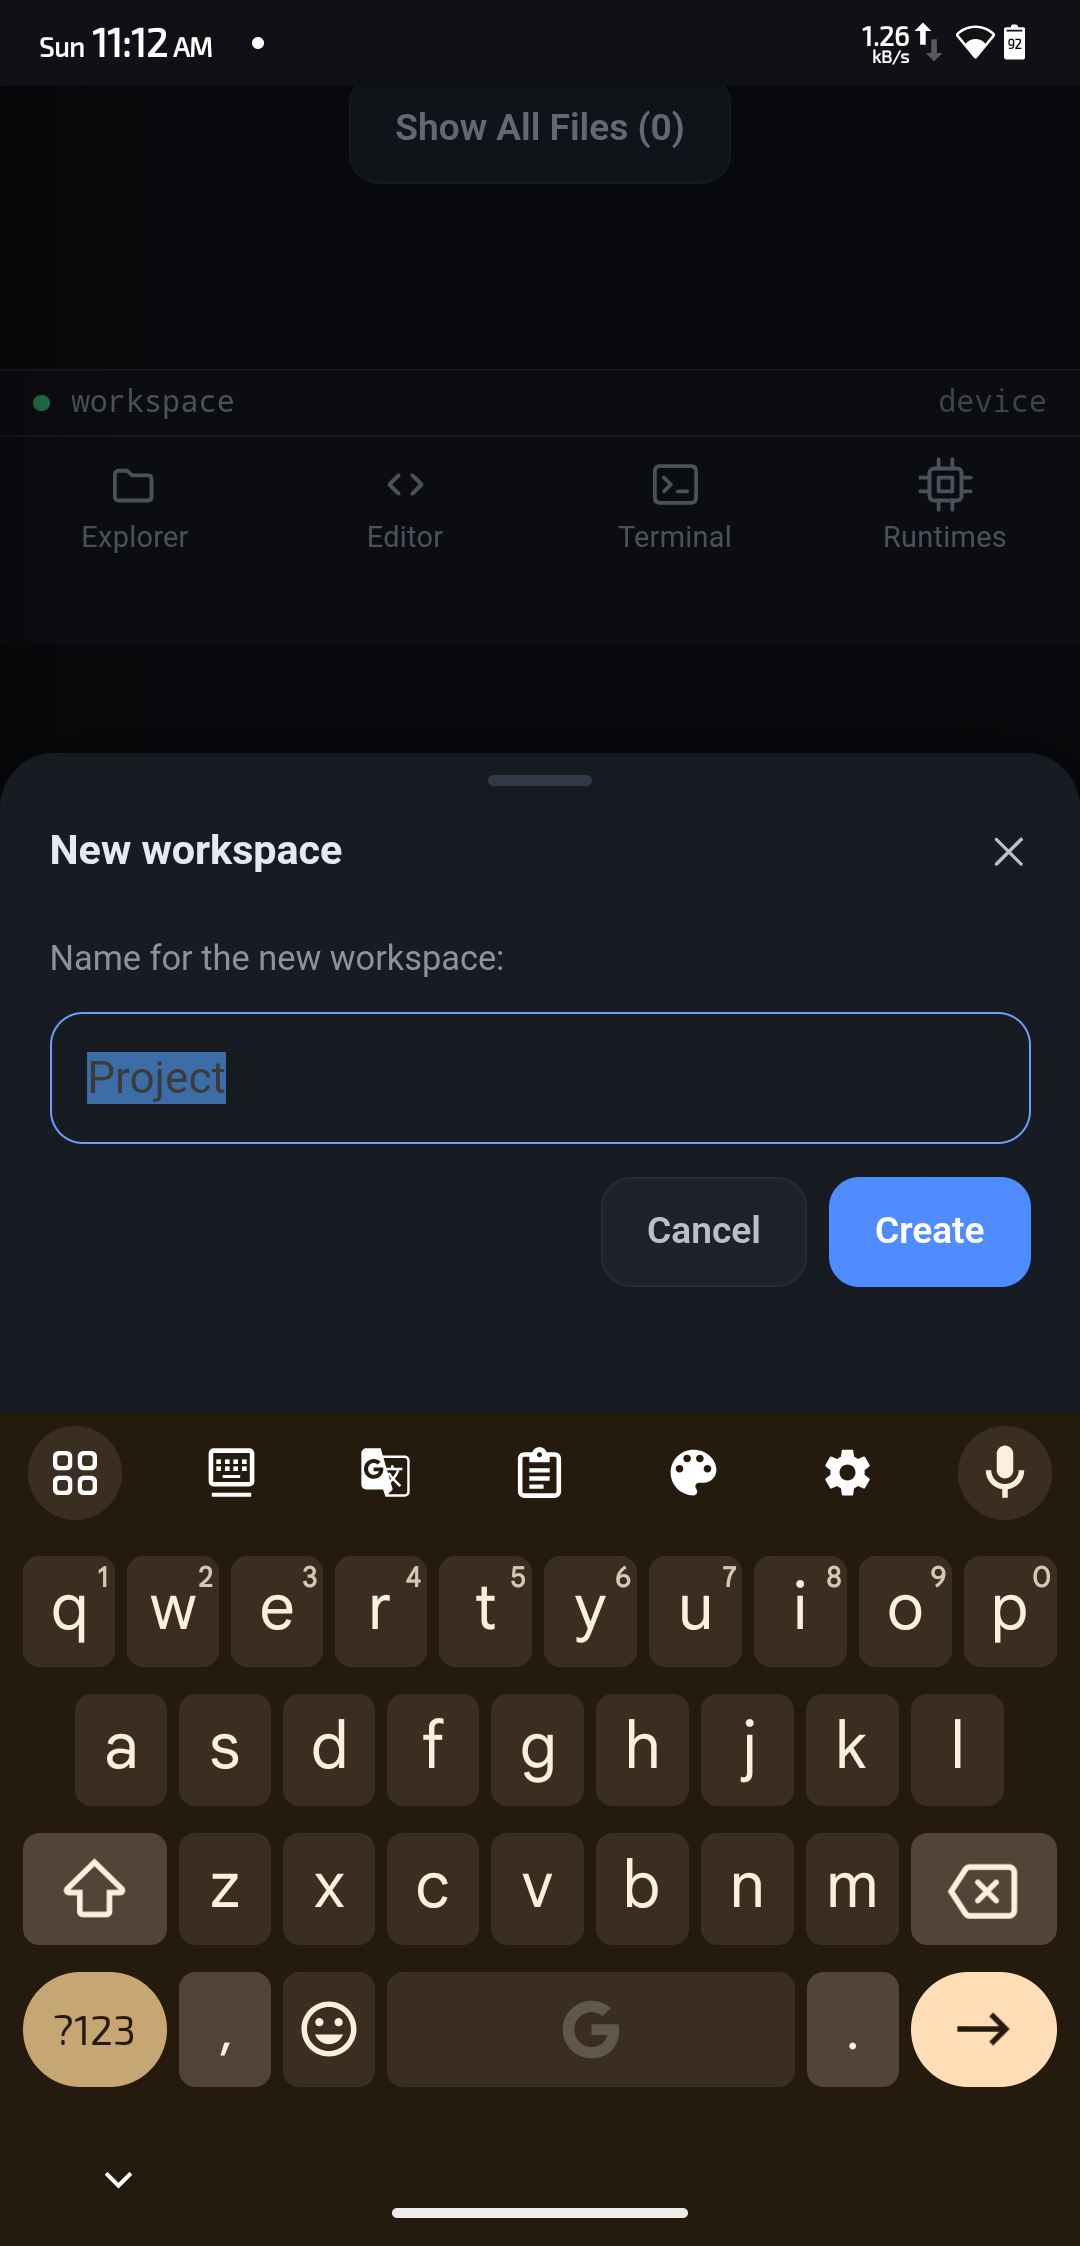 Sun 11:12 AM
1.26 kB/s
92
Show All Files (0)
workspace
device
Explorer
Editor
Terminal
Runtimes
New workspace
Name for the new workspace:
Project
Cancel
Create
q 1 w 2 e 3 r 4 t 5 y 6 u 7 i 8 o 9 p 0
a s d f g h j k l
z x c v b n m
?123 , .